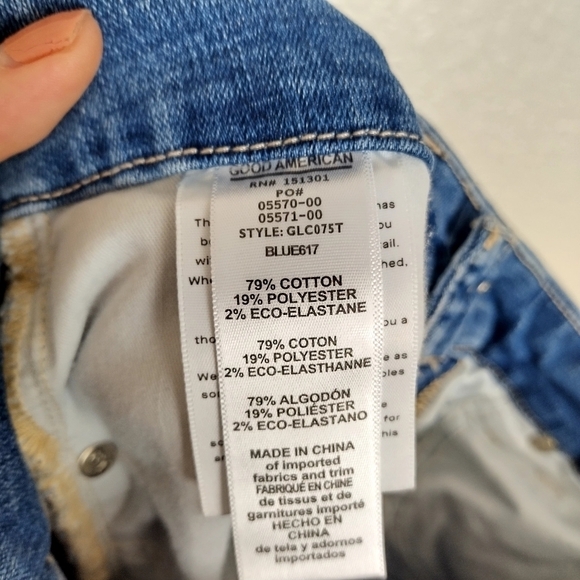 GOOD AMERICAN
RN# 151301
PO#
05570-00
05571-00
STYLE: GLC075T
BLUE617
79% COTTON
19% POLYESTER
2% ECO-ELASTANE
79% COTON
19% POLYESTER
2% ECO-ELASTHANNE
79% ALGODÓN
19% POLIÉSTER
2% ECO-ELASTANO
MADE IN CHINA
of imported
fabrics and trim
FABRIQUÉ EN CHINE
de tissus et de
garnitures importé
HECHO EN
CHINA
de tela y adornos
importados